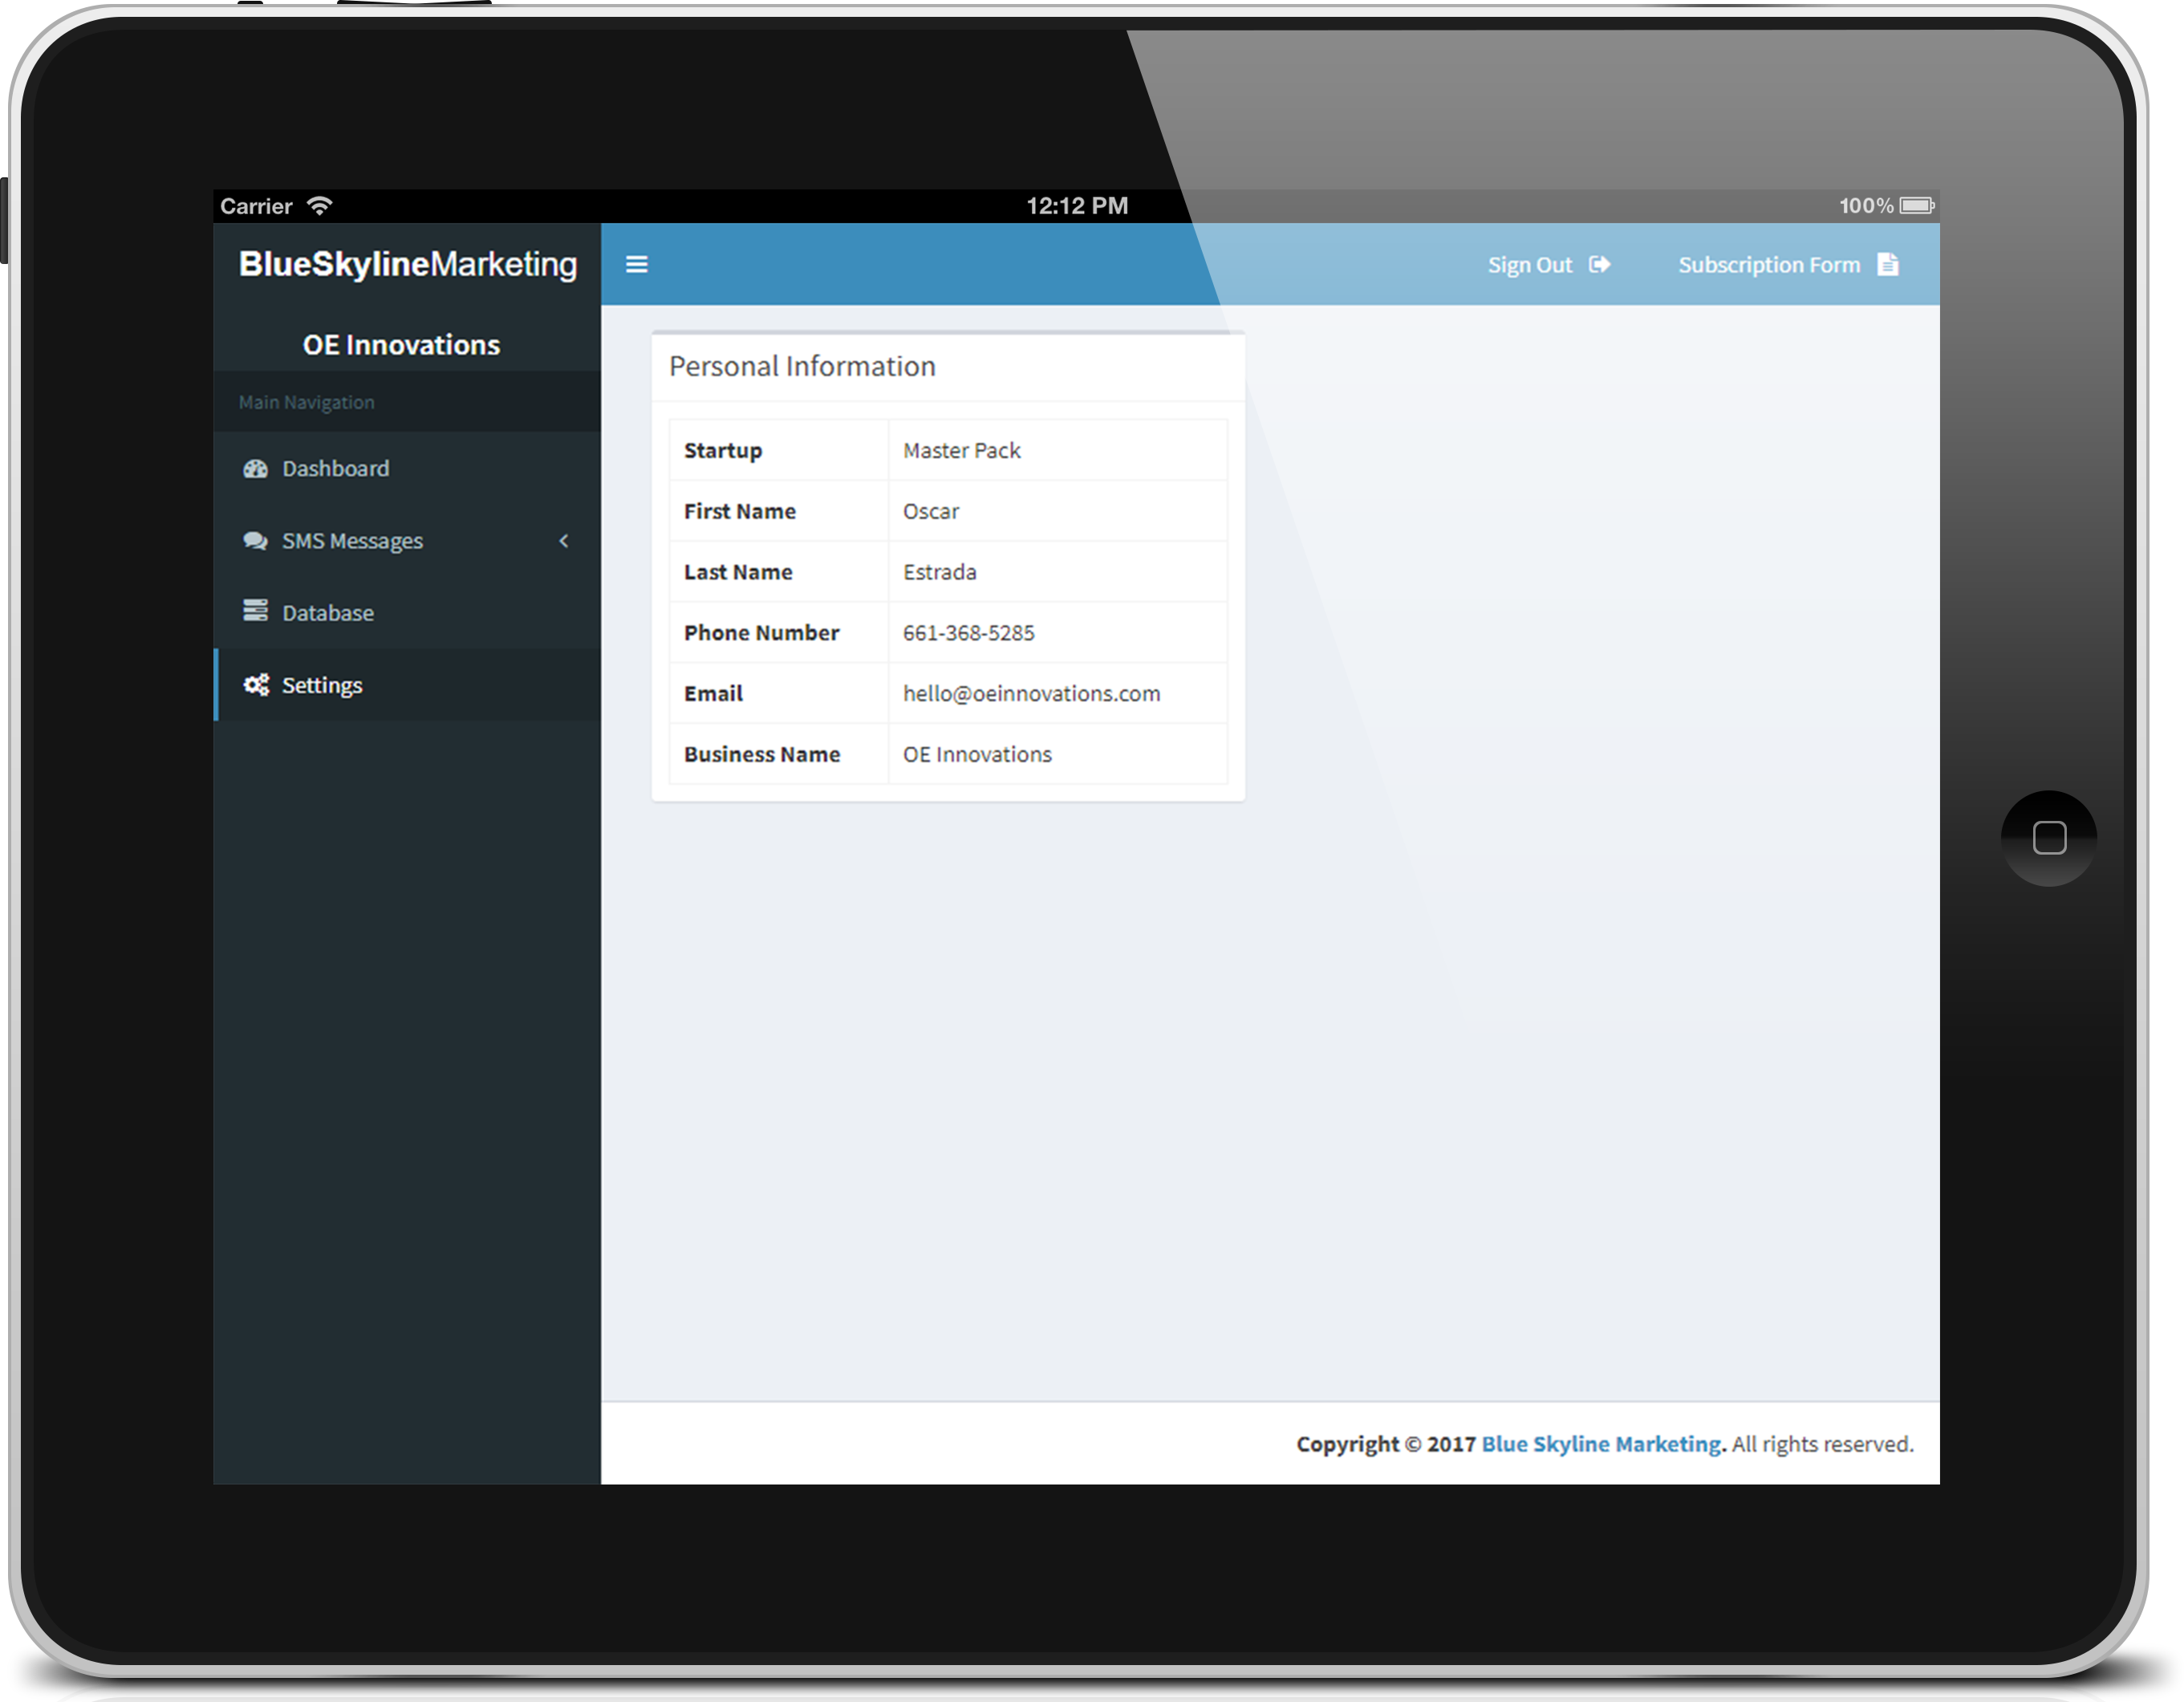 Carrier 12:12 PM 100%
BlueSkylineMarketing
Sign Out Subscription Form
OE Innovations
Main Navigation
Dashboard
SMS Messages
Database
Settings
Personal Information
Startup Master Pack
First Name Oscar
Last Name Estrada
Phone Number 661-368-5285
Email hello@oeinnovations.com
Business Name OE Innovations
Copyright © 2017 Blue Skyline Marketing. All rights reserved.